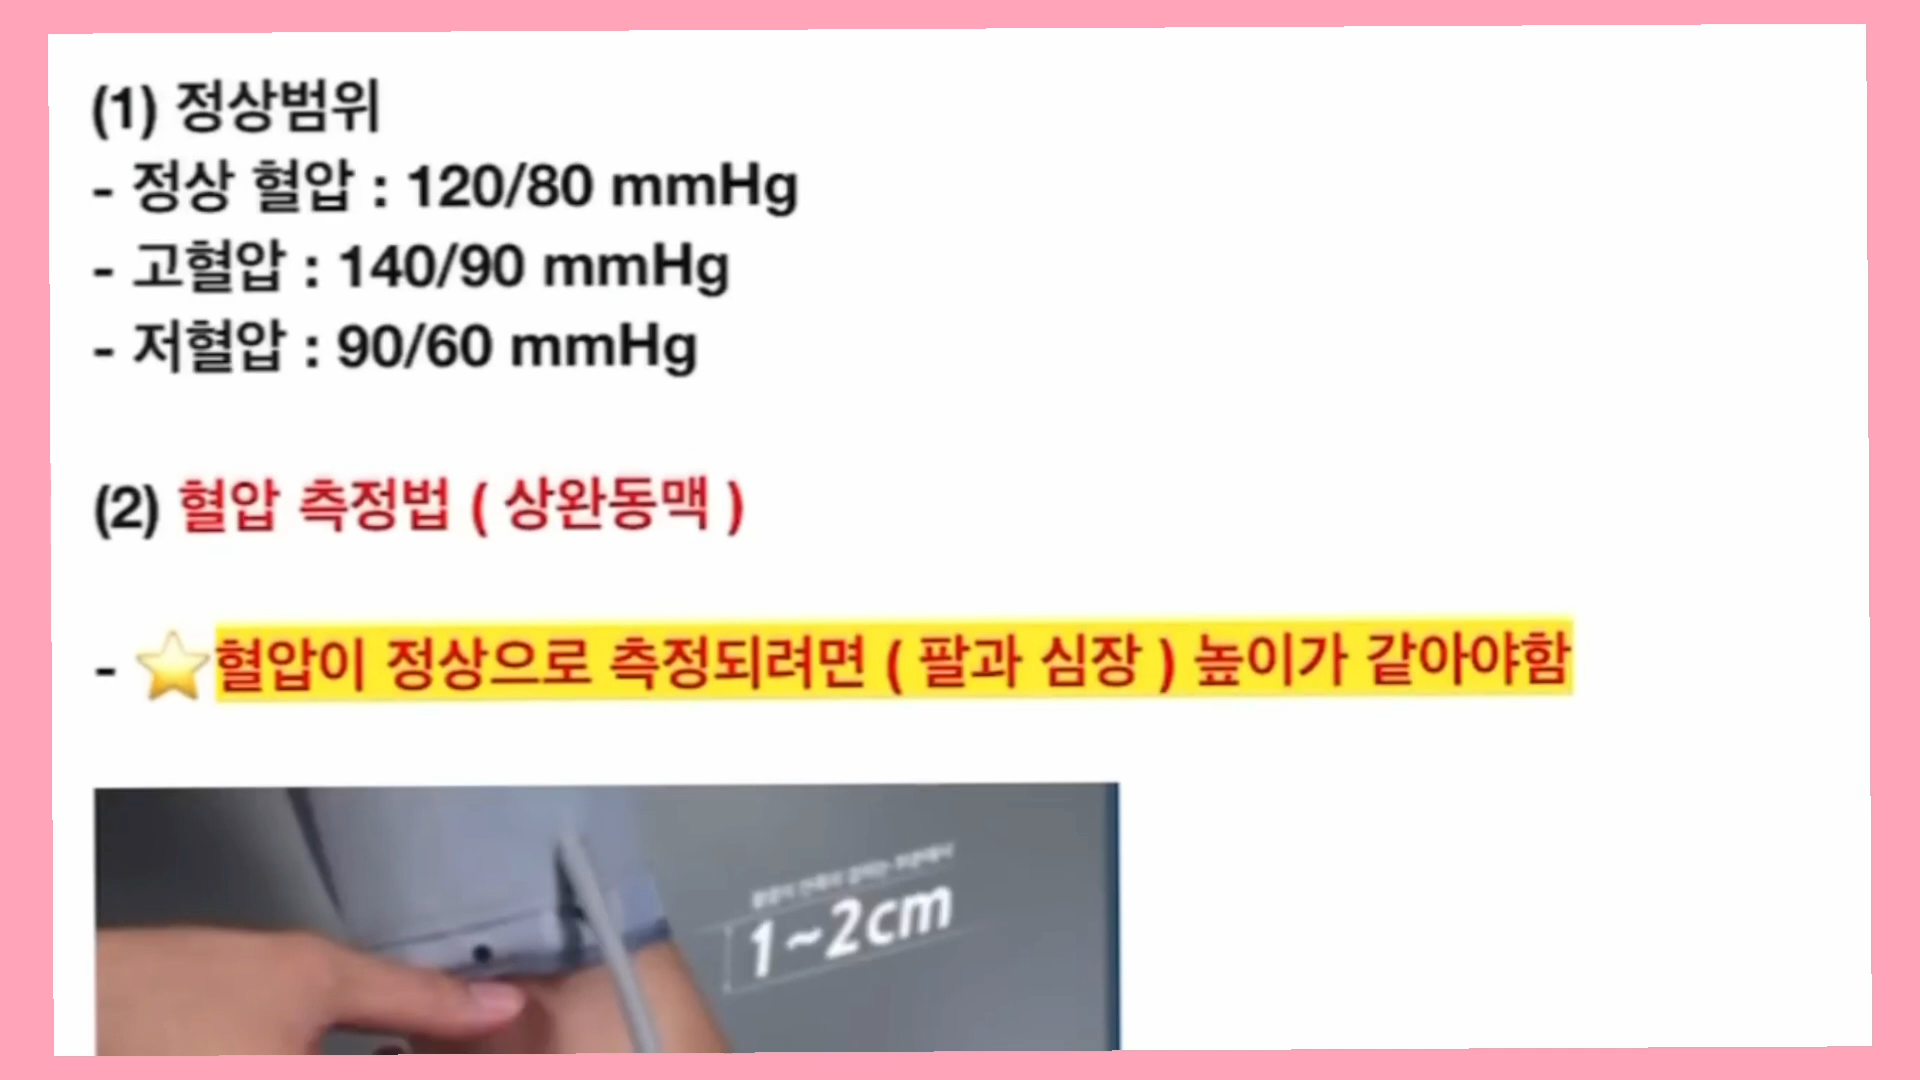 (1) 정상범위
- 정상 혈압 : 120/80 mmHg
- 고혈압 : 140/90 mmHg
- 저혈압 : 90/60 mmHg
(2) 혈압 측정법 ( 상완동맥 )
- ⭐혈압이 정상으로 측정되려면 ( 팔과 심장 ) 높이가 같아야함
1~2cm